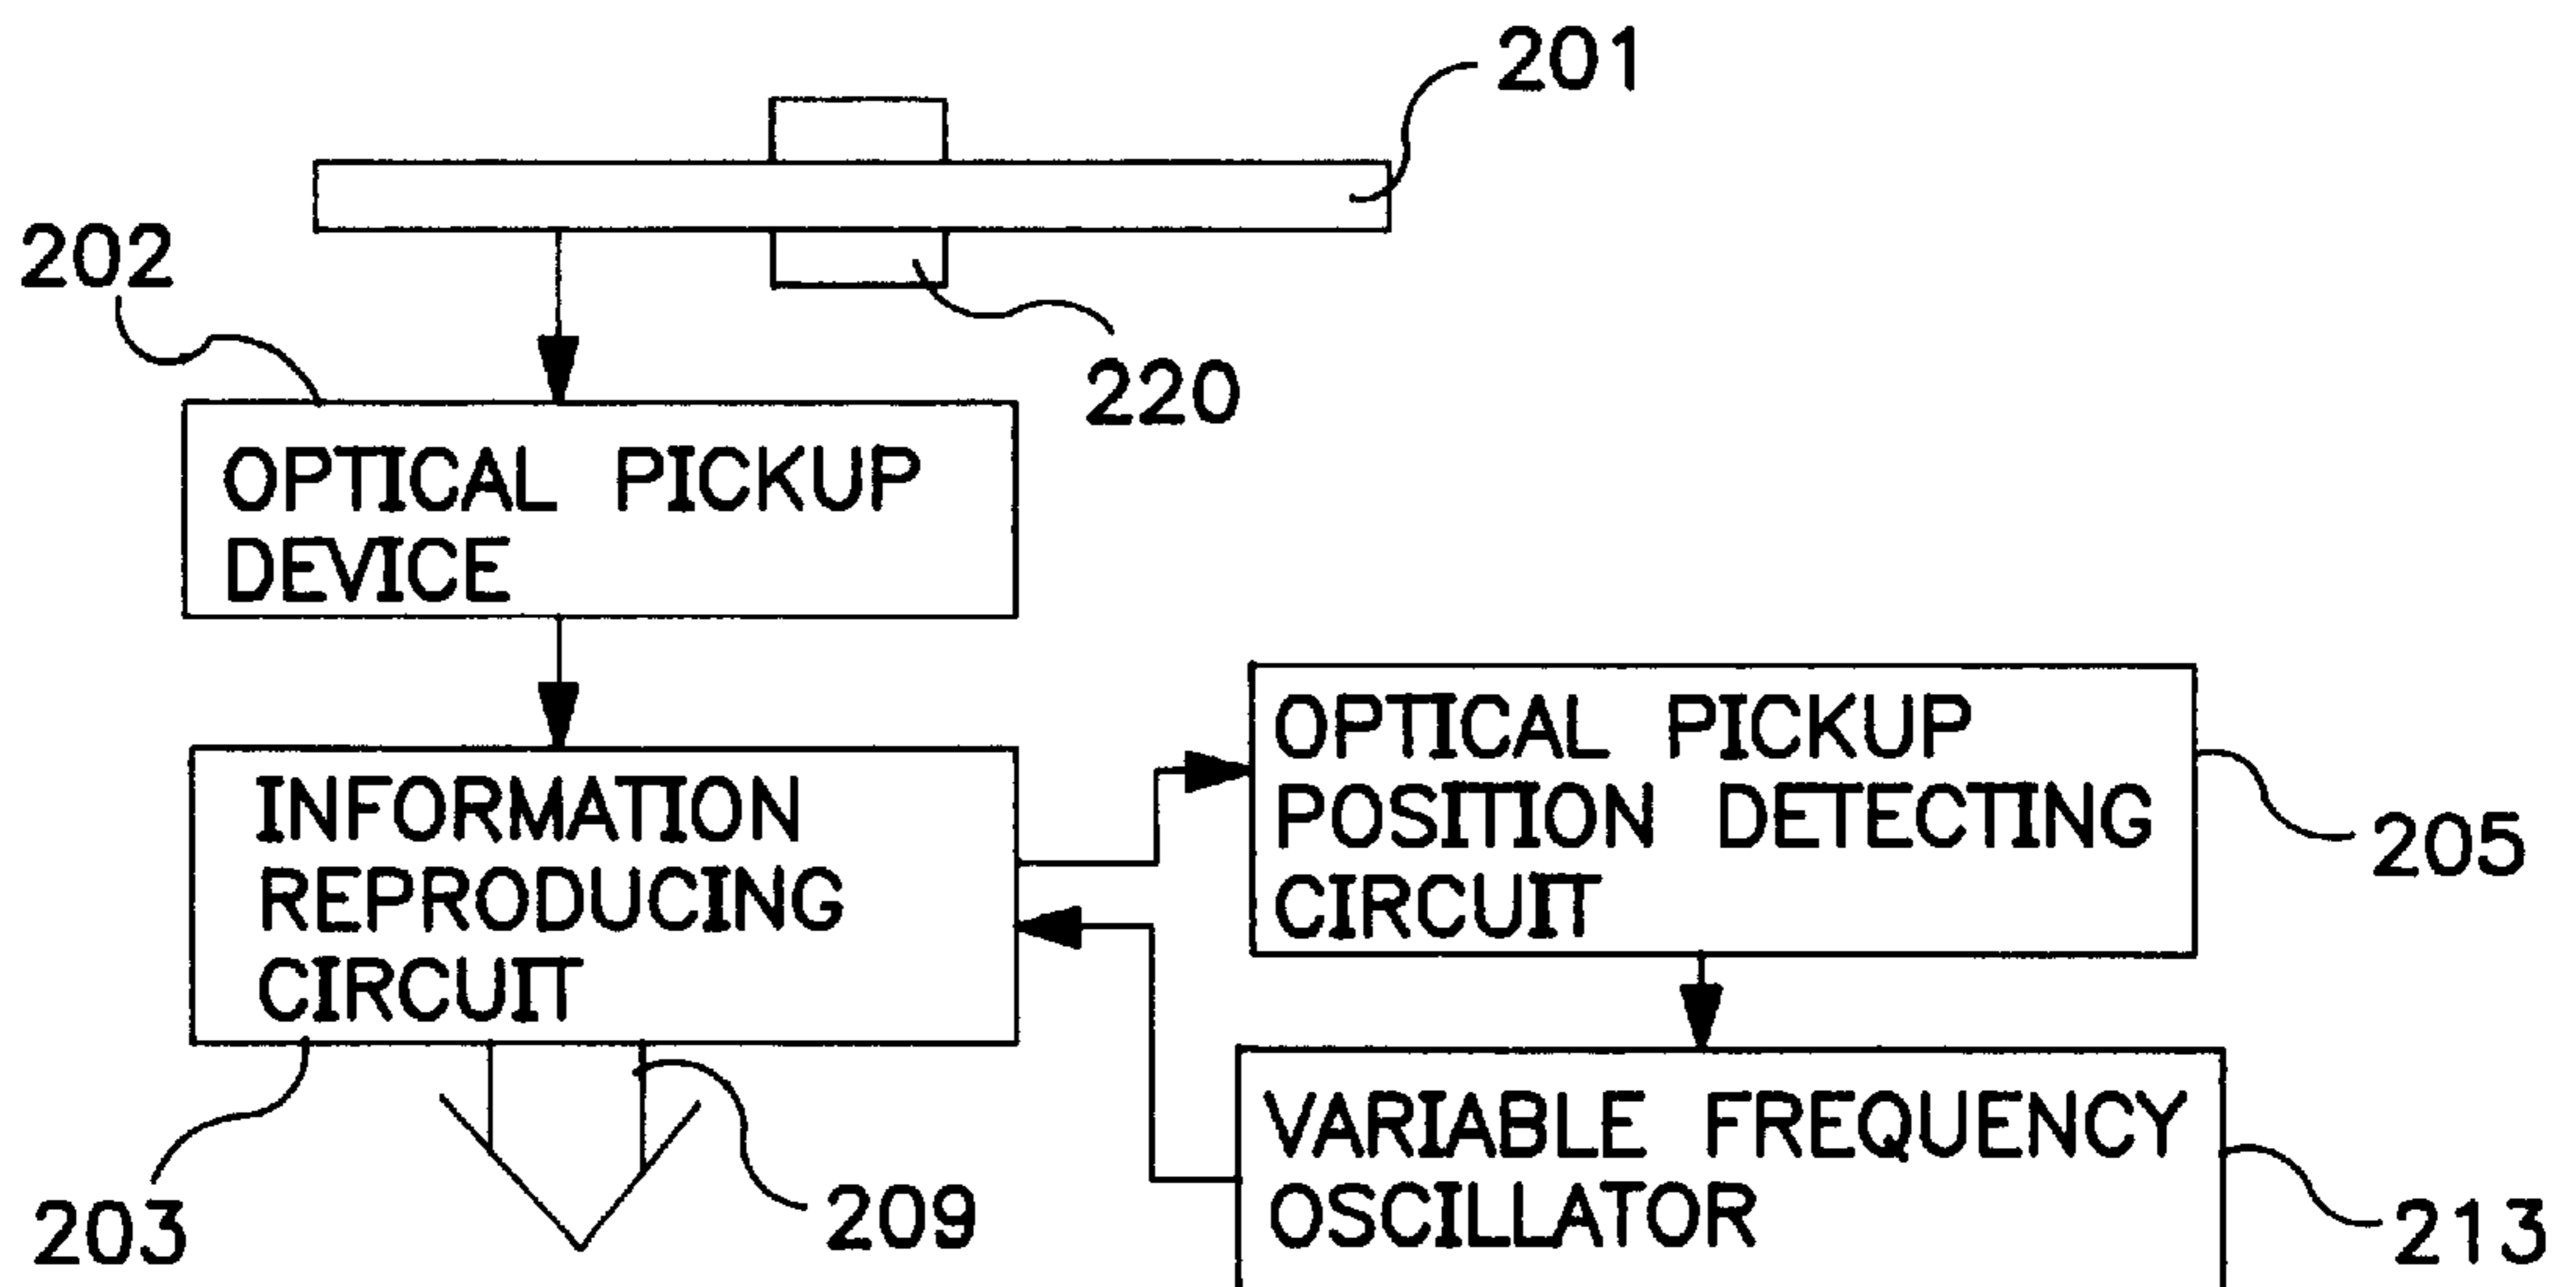 201
202
220
OPTICAL PICKUP
DEVICE
OPTICAL PICKUP
POSITION DETECTING
CIRCUIT
205
INFORMATION
REPRODUCING
CIRCUIT
203
209
VARIABLE FREQUENCY
OSCILLATOR
213